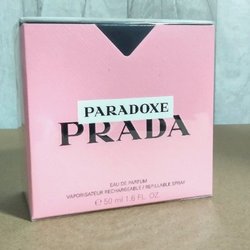 PARADOXE
PRADA
EAU DE PARFUM
VAPORISATEUR RECHARGEABLE / REFILLABLE SPRAY
℮ 50 ml 1.6 FL. OZ.